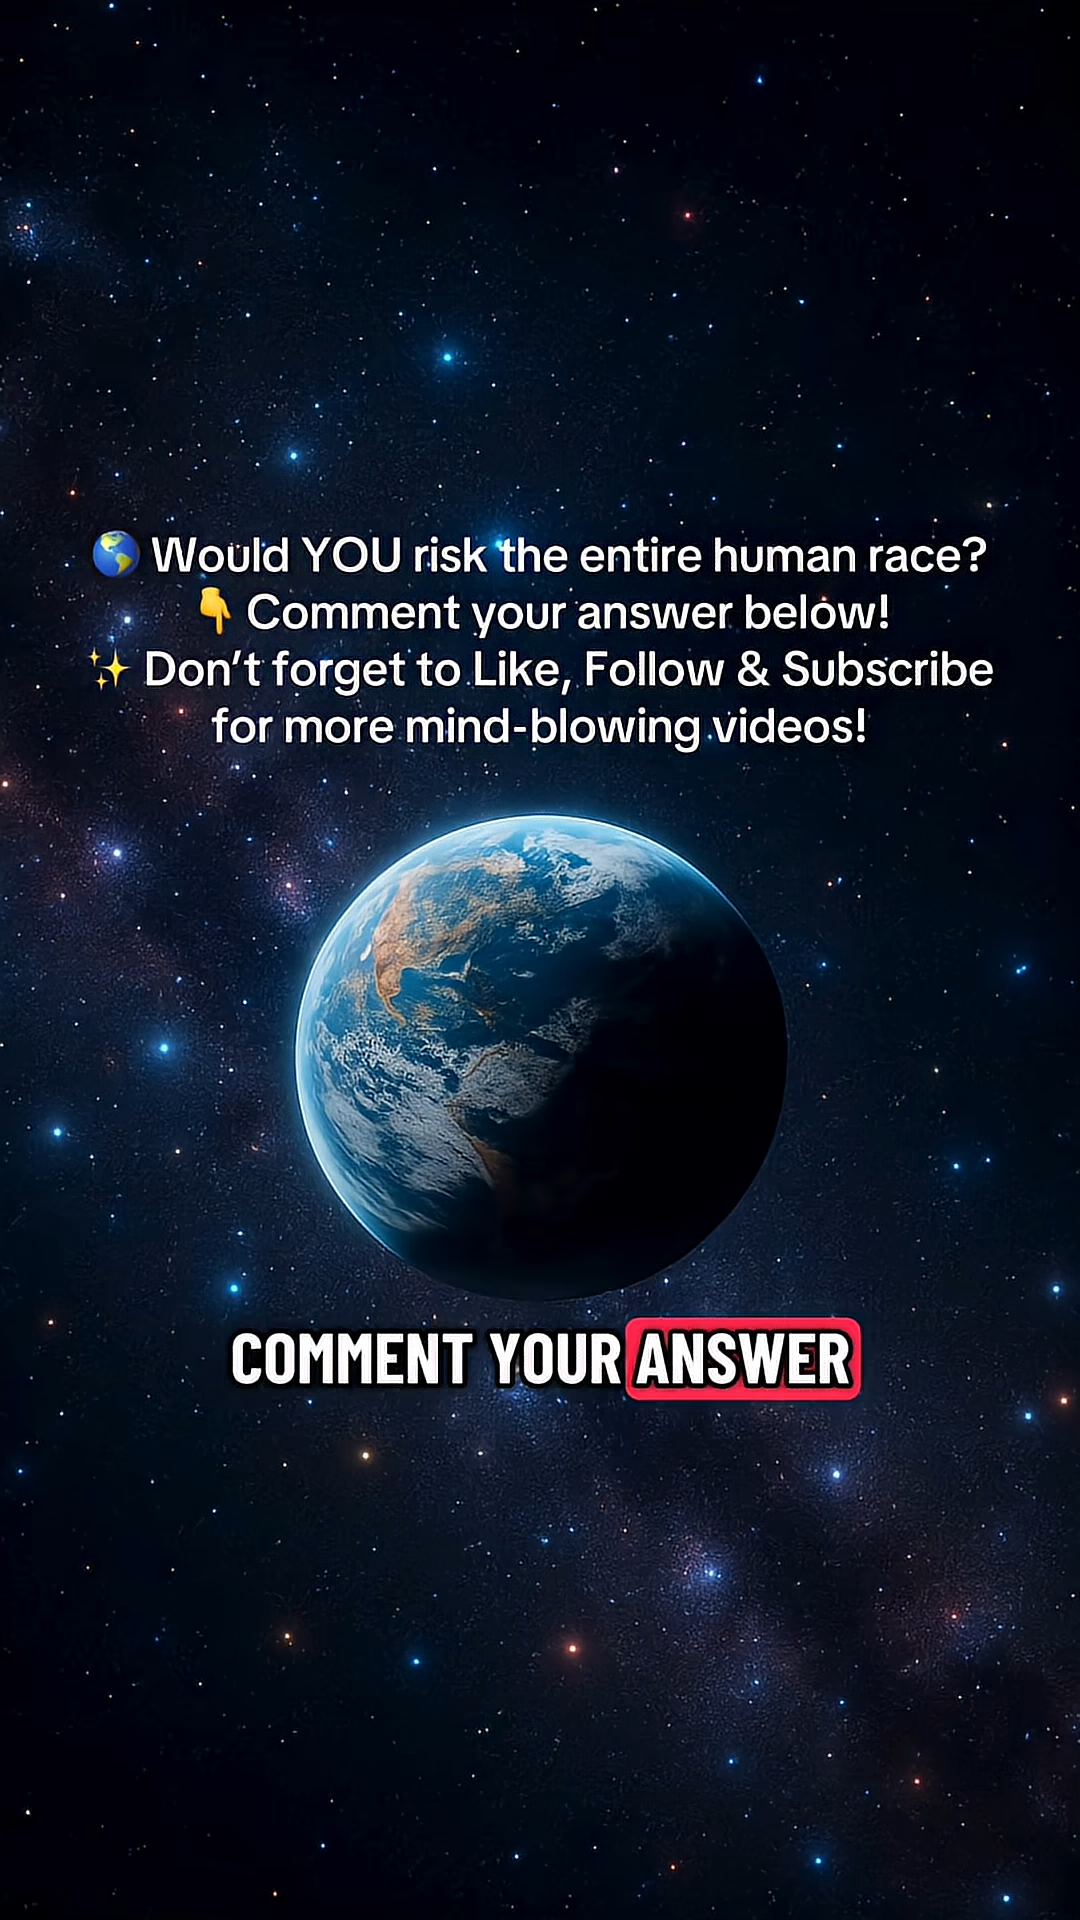 🌎 Would YOU risk the entire human race?
👇 Comment your answer below!
✨ Don’t forget to Like, Follow & Subscribe
for more mind-blowing videos!
COMMENT YOUR ANSWER